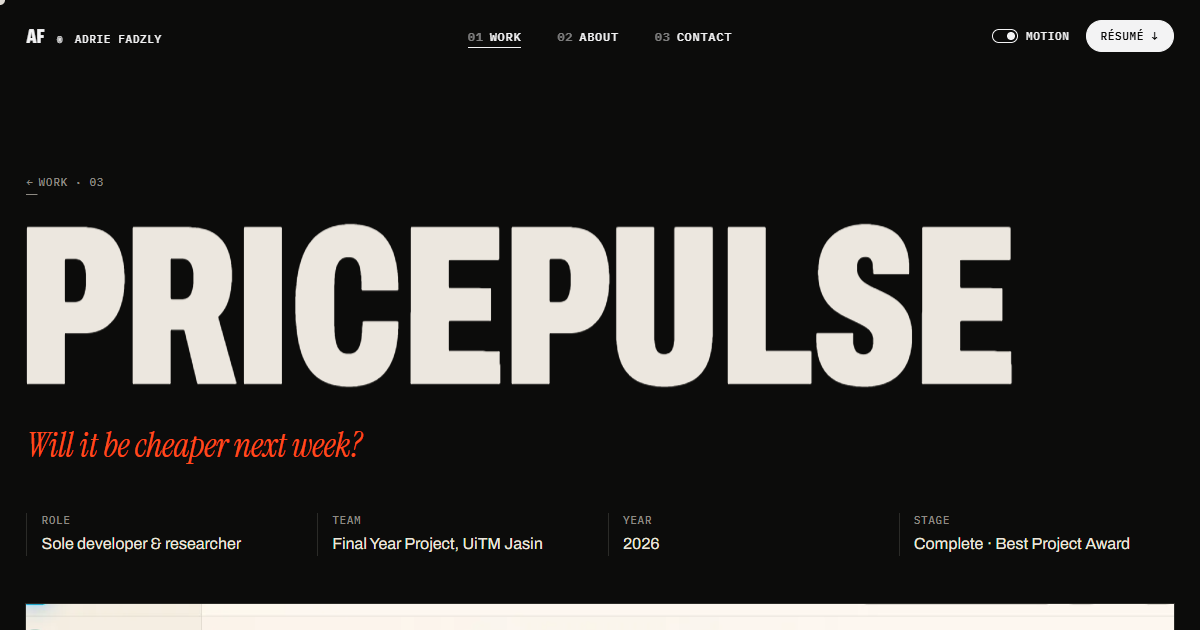 AF ADRIE FADZLY
01 WORK 02 ABOUT 03 CONTACT
MOTION
RÉSUMÉ ↓
← WORK · 03
PRICEPULSE
Will it be cheaper next week?
ROLE
Sole developer & researcher
TEAM
Final Year Project, UiTM Jasin
YEAR
2026
STAGE
Complete · Best Project Award